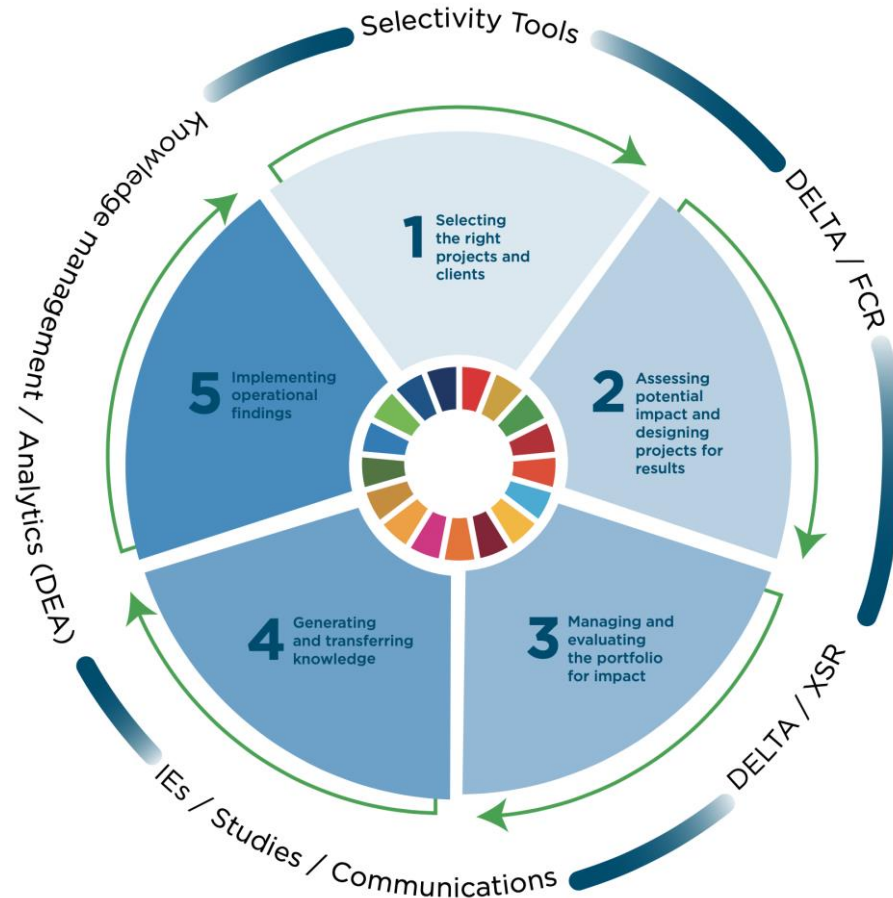 Selectivity Tools
1
Selecting
the right
projects and
clients
DELTA / FCR
2
Assessing
potential
impact and
designing
projects for
results
DELTA / XSR
3
Managing and
evaluating
the portfolio
for impact
IEs / Studies / Communications
4
Generating
and transferring
knowledge
Knowledge management / Analytics (DEA)
5
Implementing
operational
findings